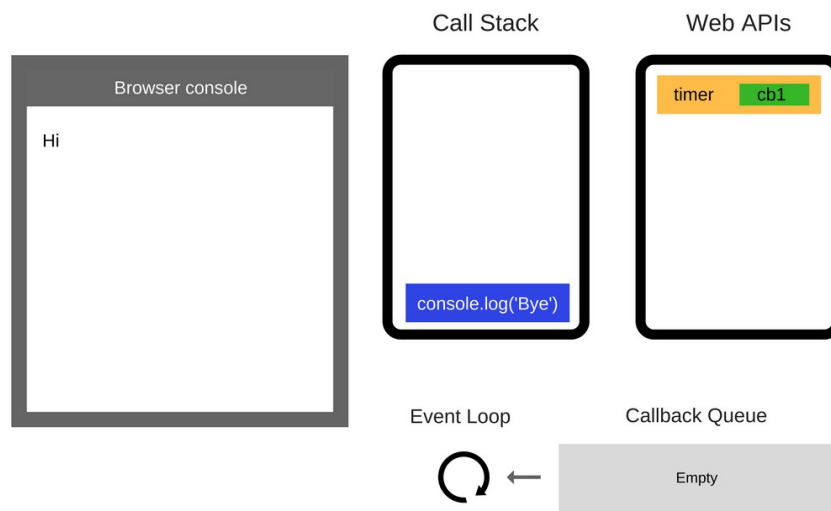 Call Stack
Web APIs
Browser console
timer
cb1
Hi
console.log('Bye')
Event Loop
Callback Queue
Empty